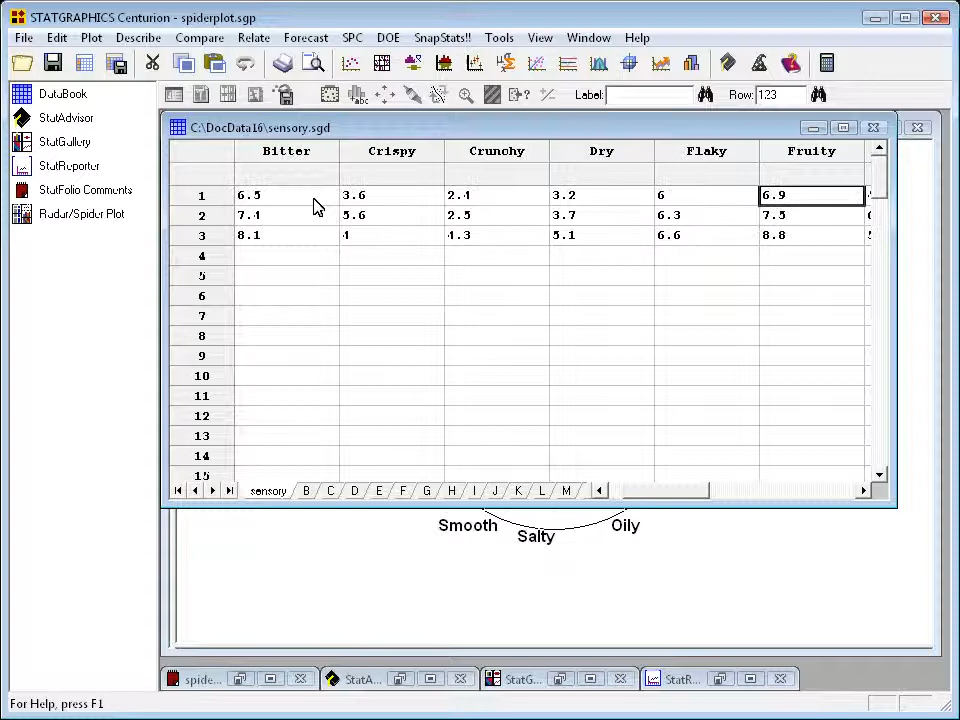 STATGRAPHICS Centurion - spiderplot.sgp
File Edit Plot Describe Compare Relate Forecast SPC DOE SnapStats!! Tools View Window Help
Label: Row: 123
DataBook
StatAdvisor
StatGallery
StatReporter
StatFolio Comments
Radar/Spider Plot
C:\DocData16\sensory.sgd
Bitter Crispy Crunchy Dry Flaky Fruity
1 6.5 3.6 2.4 3.2 6 6.9
2 7.4 5.6 2.5 3.7 6.3 7.5
3 8.1 4 4.3 5.1 6.6 8.8
4
5
6
7
8
9
10
11
12
13
14
15
sensory B C D E F G H I J K L M
Smooth Salty Oily
spide... StatA... StatG... StatR...
For Help, press F1